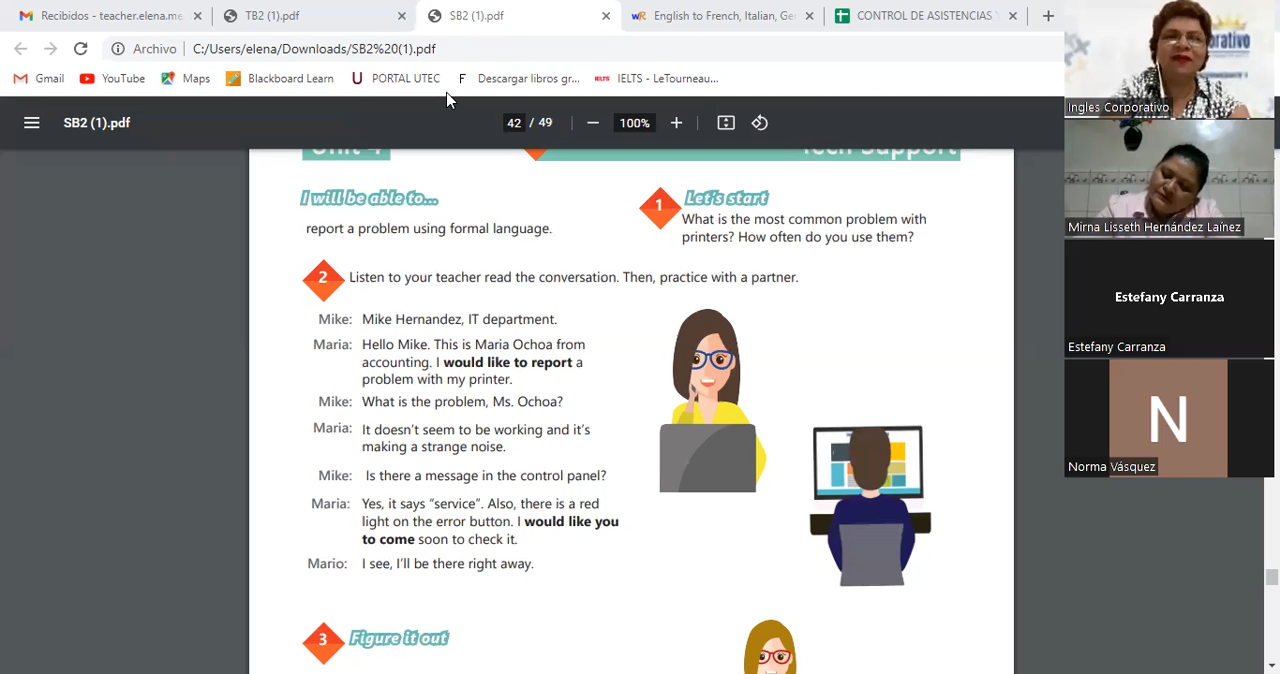 Recibidos - teacher.elena.me
TB2 (1).pdf
SB2 (1).pdf
English to French, Italian, Ger
CONTROL DE ASISTENCIAS Y
Archivo
C:/Users/elena/Downloads/SB2%20(1).pdf
Gmail
YouTube
Maps
Blackboard Learn
PORTAL UTEC
Descargar libros gr...
IELTS - LeTourneau...
SB2 (1).pdf
42 / 49
100%
Unit 4
Tech Support
I will be able to...
report a problem using formal language.
1
Let's start
What is the most common problem with
printers? How often do you use them?
2
Listen to your teacher read the conversation. Then, practice with a partner.
Mike: Mike Hernandez, IT department.
Maria: Hello Mike. This is Maria Ochoa from
accounting. I would like to report a
problem with my printer.
Mike: What is the problem, Ms. Ochoa?
Maria: It doesn't seem to be working and it's
making a strange noise.
Mike: Is there a message in the control panel?
Maria: Yes, it says “service”. Also, there is a red
light on the error button. I would like you
to come soon to check it.
Mario: I see, I'll be there right away.
3
Figure it out
Ingles Corporativo
Mirna Lisseth Hernández Laínez
Estefany Carranza
Estefany Carranza
N
Norma Vásquez